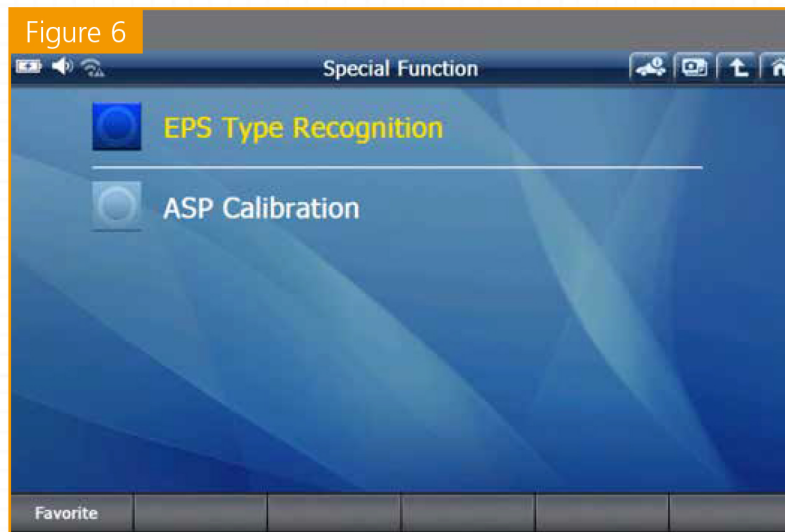 Figure 6
Special Function
EPS Type Recognition
ASP Calibration
Favorite